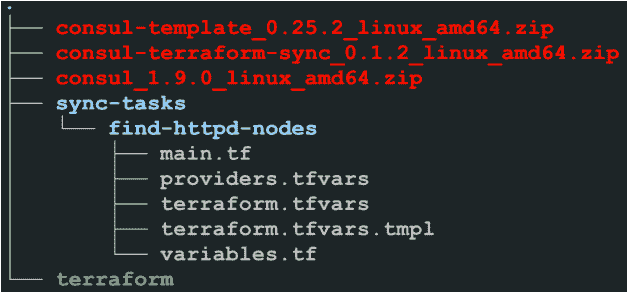 .
├── consul-template_0.25.2_linux_amd64.zip
├── consul-terraform-sync_0.1.2_linux_amd64.zip
├── consul_1.9.0_linux_amd64.zip
├── sync-tasks
│   └── find-httpd-nodes
│       ├── main.tf
│       ├── providers.tfvars
│       ├── terraform.tfvars
│       ├── terraform.tfvars.tmpl
│       └── variables.tf
└── terraform